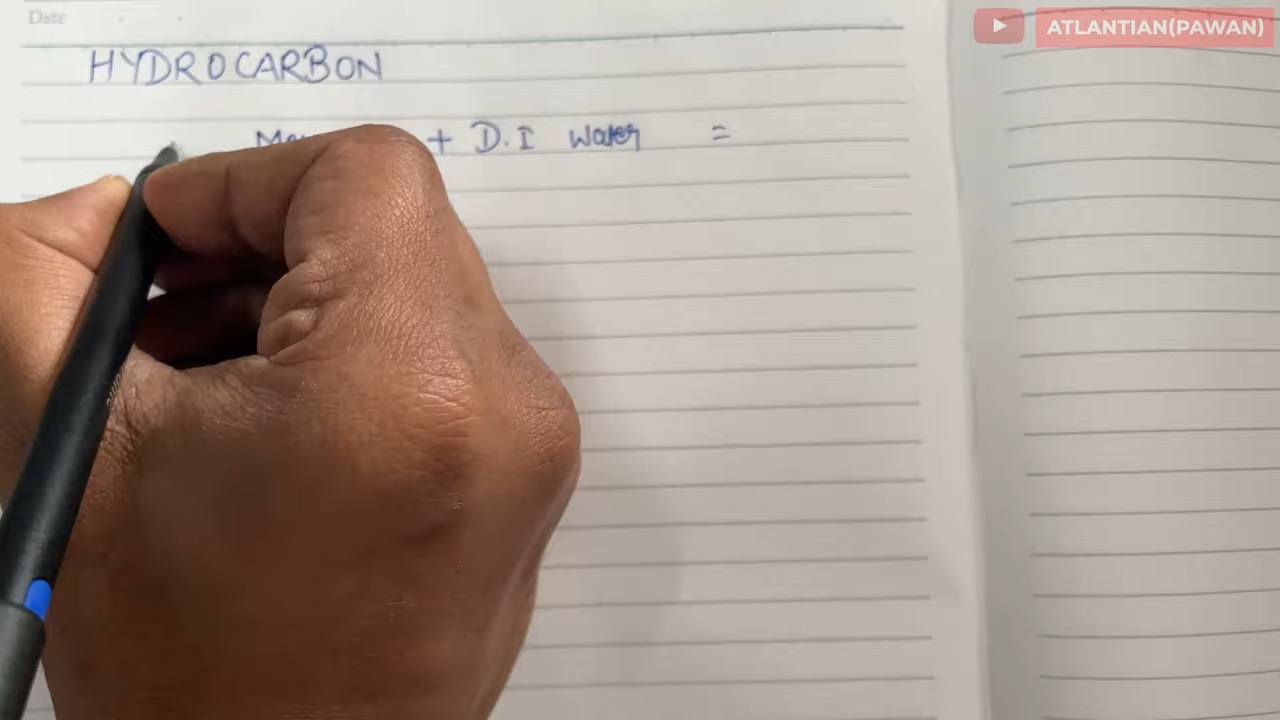 Date
ATLANTIAN(PAWAN)
HYDROCARBON
+ D.I Water =